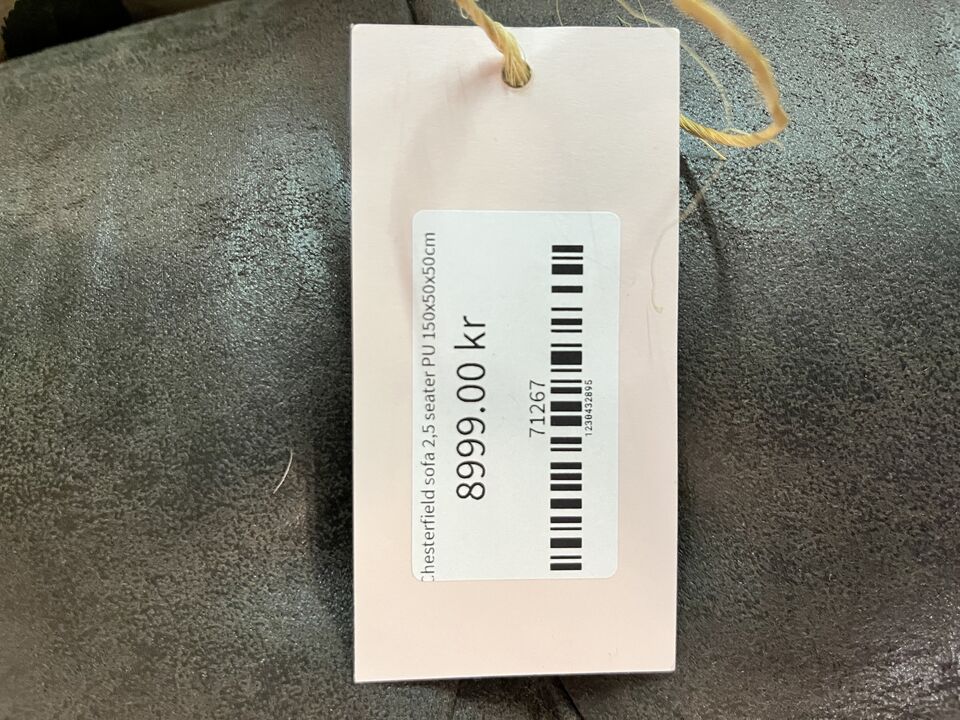 Chesterfield sofa 2,5 seater PU 150x50x50cm
8999.00 kr
71267
1230432895